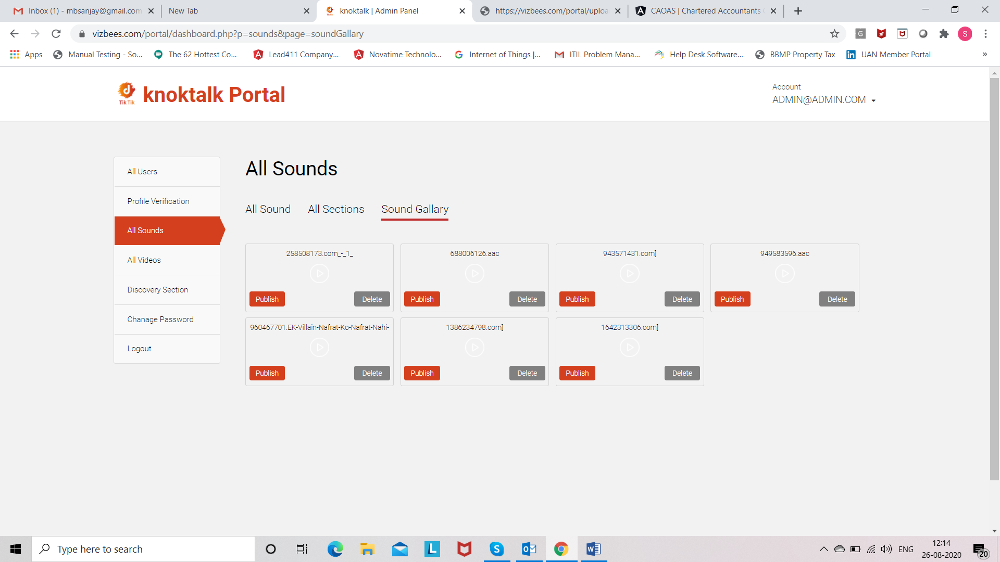 Inbox (1) - mbsanjay@gmail.com
New Tab
knoktalk | Admin Panel
https://vizbees.com/portal/uploa
CAOAS | Chartered Accountants
vizbees.com/portal/dashboard.php?p=sounds&page=soundGallary
G
S
Apps
Manual Testing - So...
The 62 Hottest Co...
Lead411 Company...
Novatime Technolo...
Internet of Things |...
ITIL Problem Mana...
Help Desk Software...
BBMP Property Tax
UAN Member Portal
»
Tik Tik
knoktalk Portal
Account
ADMIN@ADMIN.COM
All Users
Profile Verification
All Sounds
All Videos
Discovery Section
Chanage Password
Logout
All Sounds
All Sound
All Sections
Sound Gallary
258508173.com_-_1_
Publish
Delete
688006126.aac
Publish
Delete
943571431.com]
Publish
Delete
949583596.aac
Publish
Delete
960467701.EK-Villain-Nafrat-Ko-Nafrat-Nahi-
Publish
Delete
1386234798.com]
Publish
Delete
1642313306.com]
Publish
Delete
Type here to search
ENG
12:14
26-08-2020
20